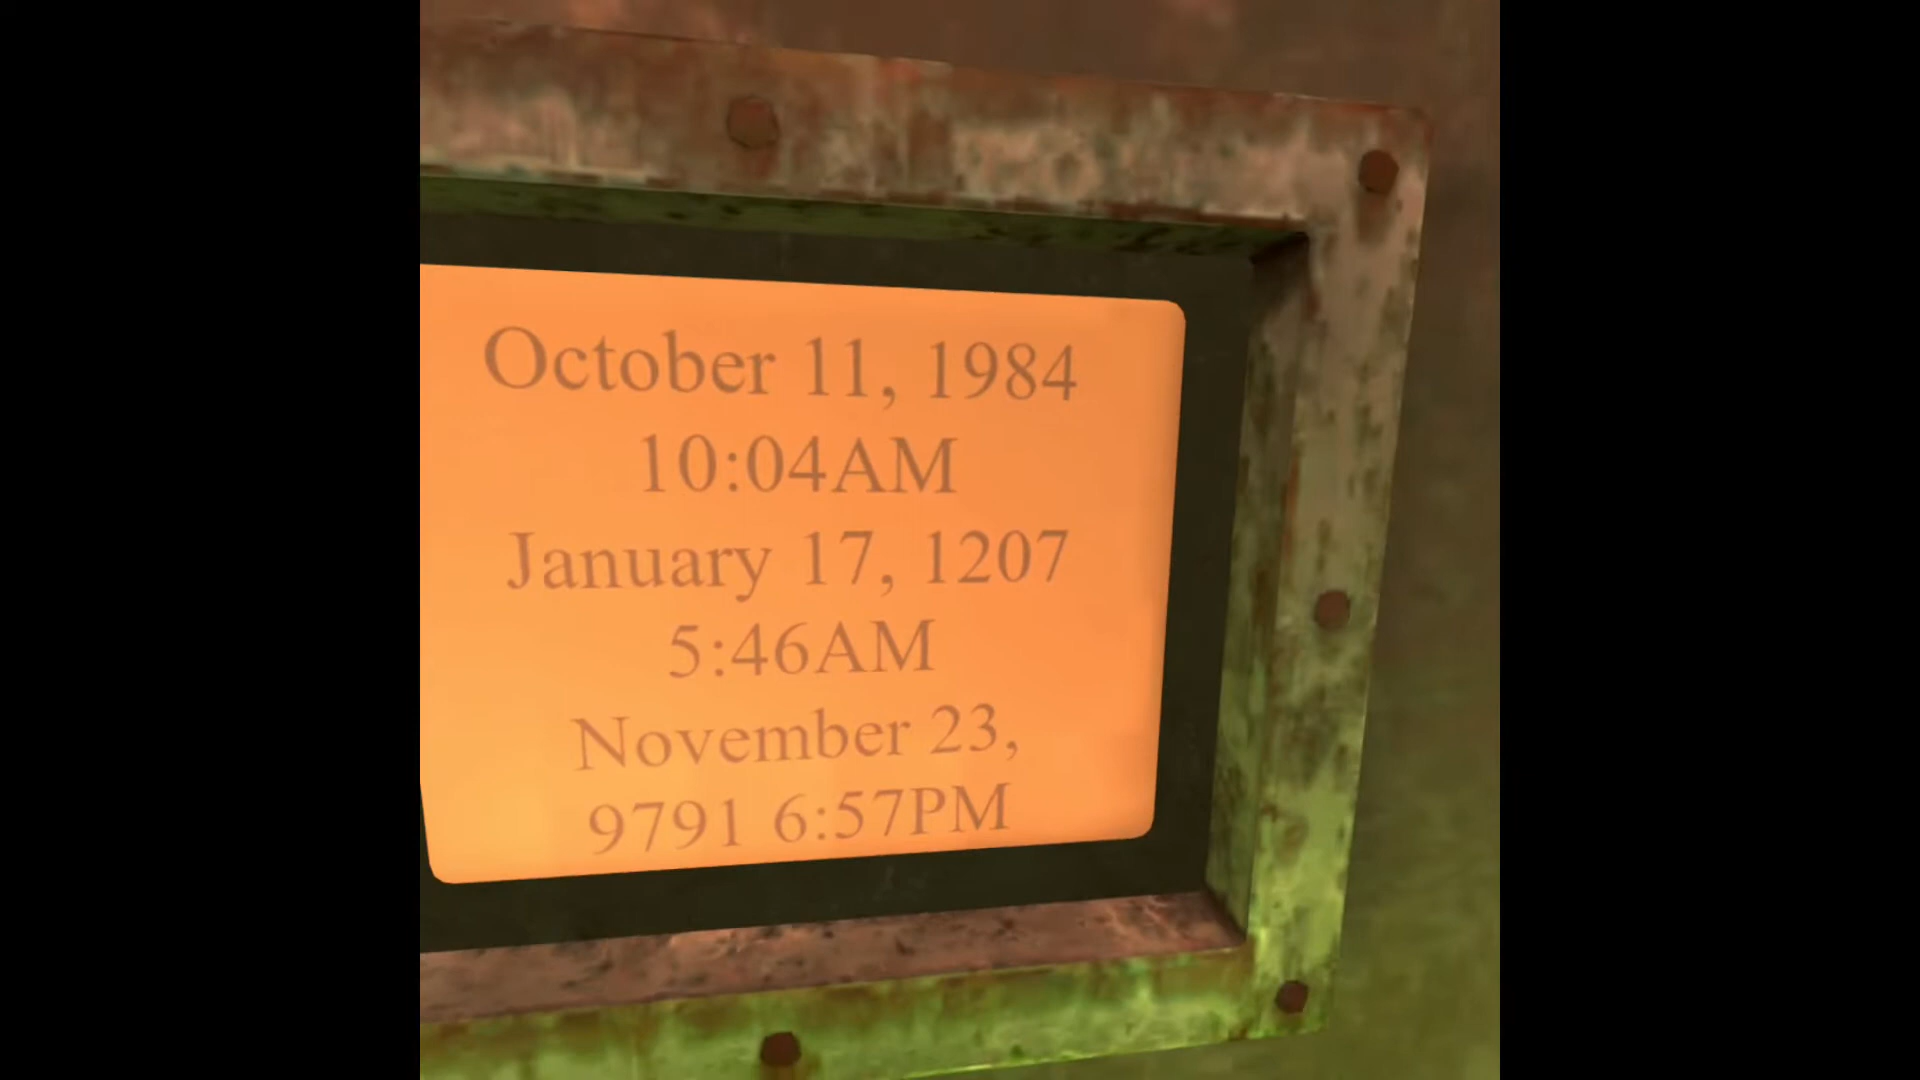 October 11, 1984
10:04AM
January 17, 1207
5:46AM
November 23,
9791 6:57PM